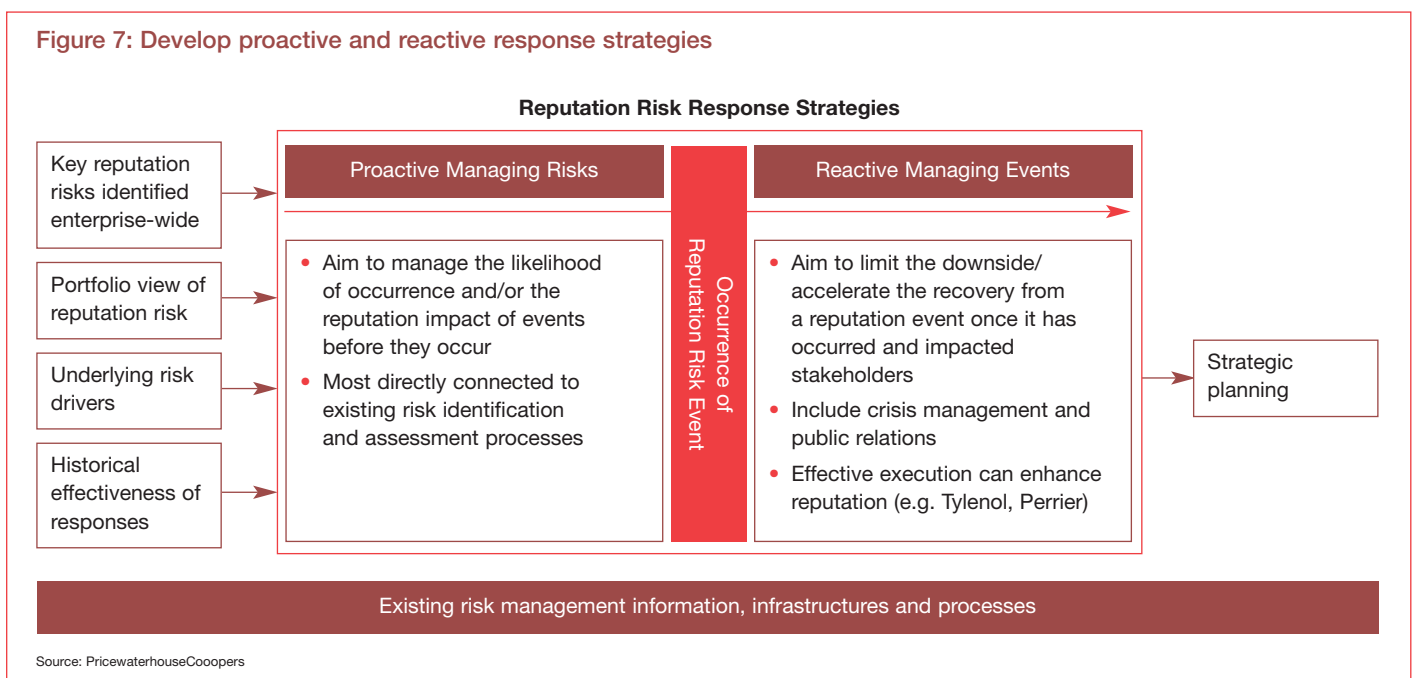 Figure 7: Develop proactive and reactive response strategies
Reputation Risk Response Strategies
Key reputation
risks identified
enterprise-wide
Portfolio view of
reputation risk
Underlying risk
drivers
Historical
effectiveness of
responses
Proactive Managing Risks
• Aim to manage the likelihood
of occurrence and/or the
reputation impact of events
before they occur
• Most directly connected to
existing risk identification
and assessment processes
Occurrence of
Reputation Risk Event
Reactive Managing Events
• Aim to limit the downside/
accelerate the recovery from
a reputation event once it has
occurred and impacted
stakeholders
• Include crisis management and
public relations
• Effective execution can enhance
reputation (e.g. Tylenol, Perrier)
Strategic
planning
Existing risk management information, infrastructures and processes
Source: PricewaterhouseCooopers